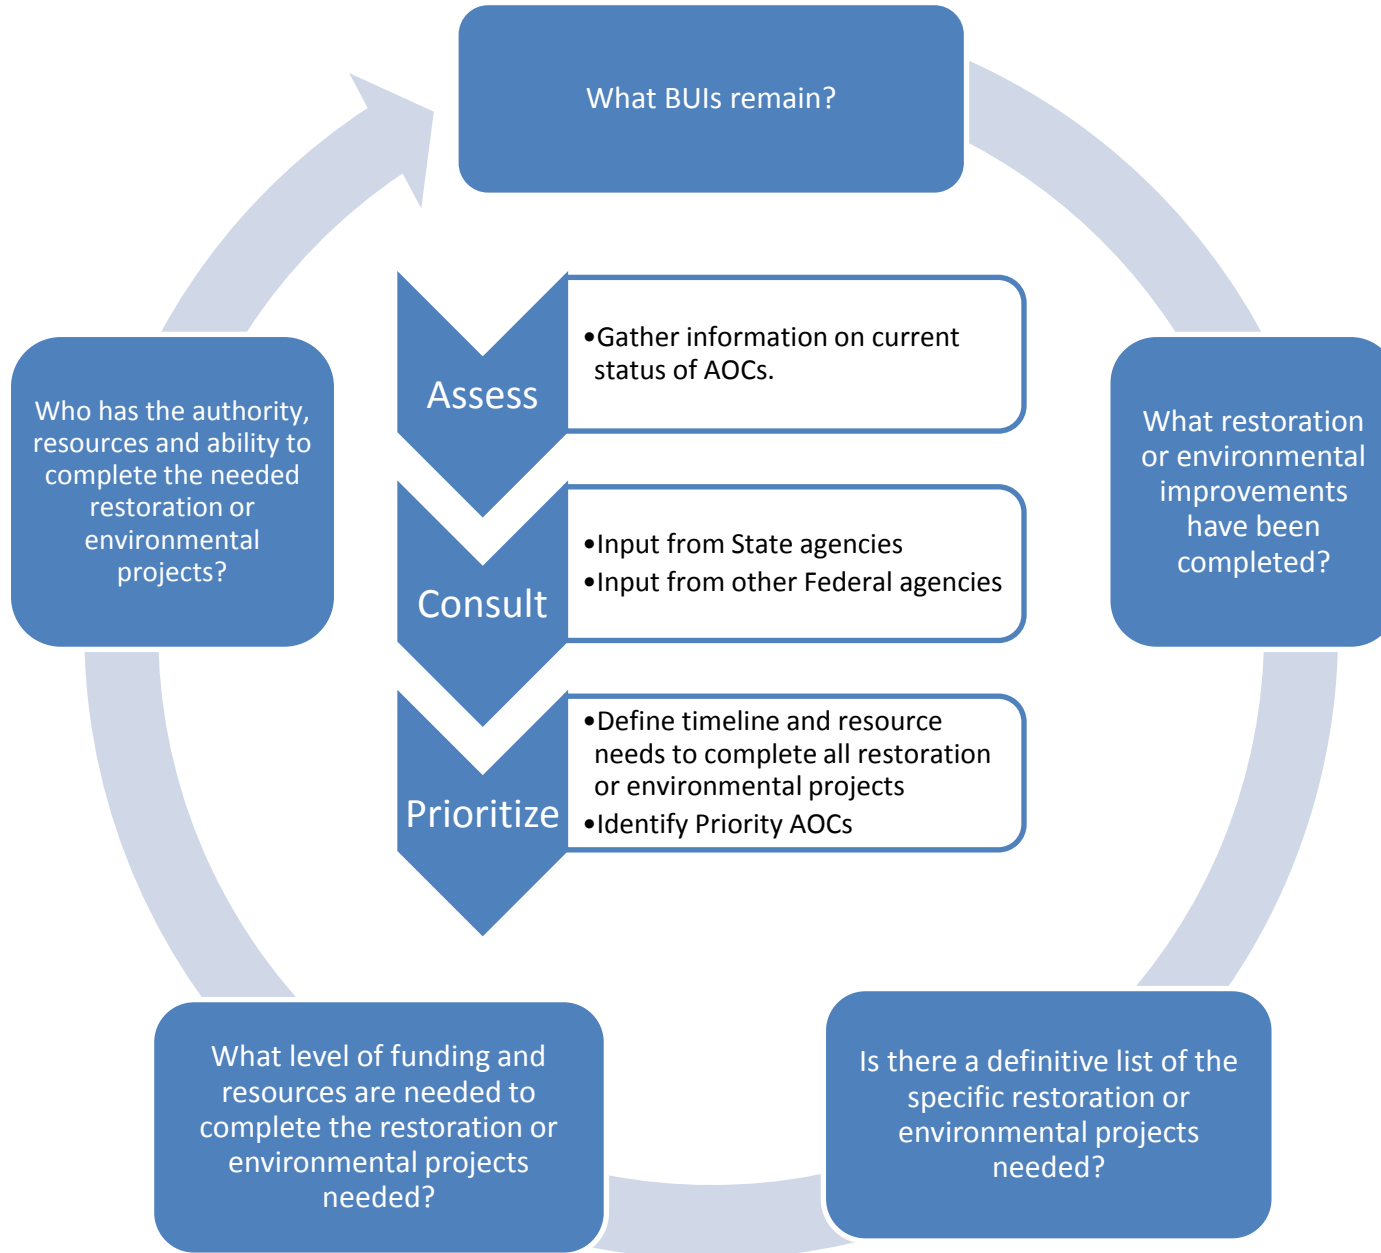 What BUIs remain?
Assess
•Gather information on current
status of AOCs.
Consult
•Input from State agencies
•Input from other Federal agencies
Prioritize
•Define timeline and resource
needs to complete all restoration
or environmental projects
•Identify Priority AOCs
What restoration
or environmental
improvements
have been
completed?
Is there a definitive list of the
specific restoration or
environmental projects
needed?
What level of funding and
resources are needed to
complete the restoration or
environmental projects
needed?
Who has the authority,
resources and ability to
complete the needed
restoration or
environmental
projects?